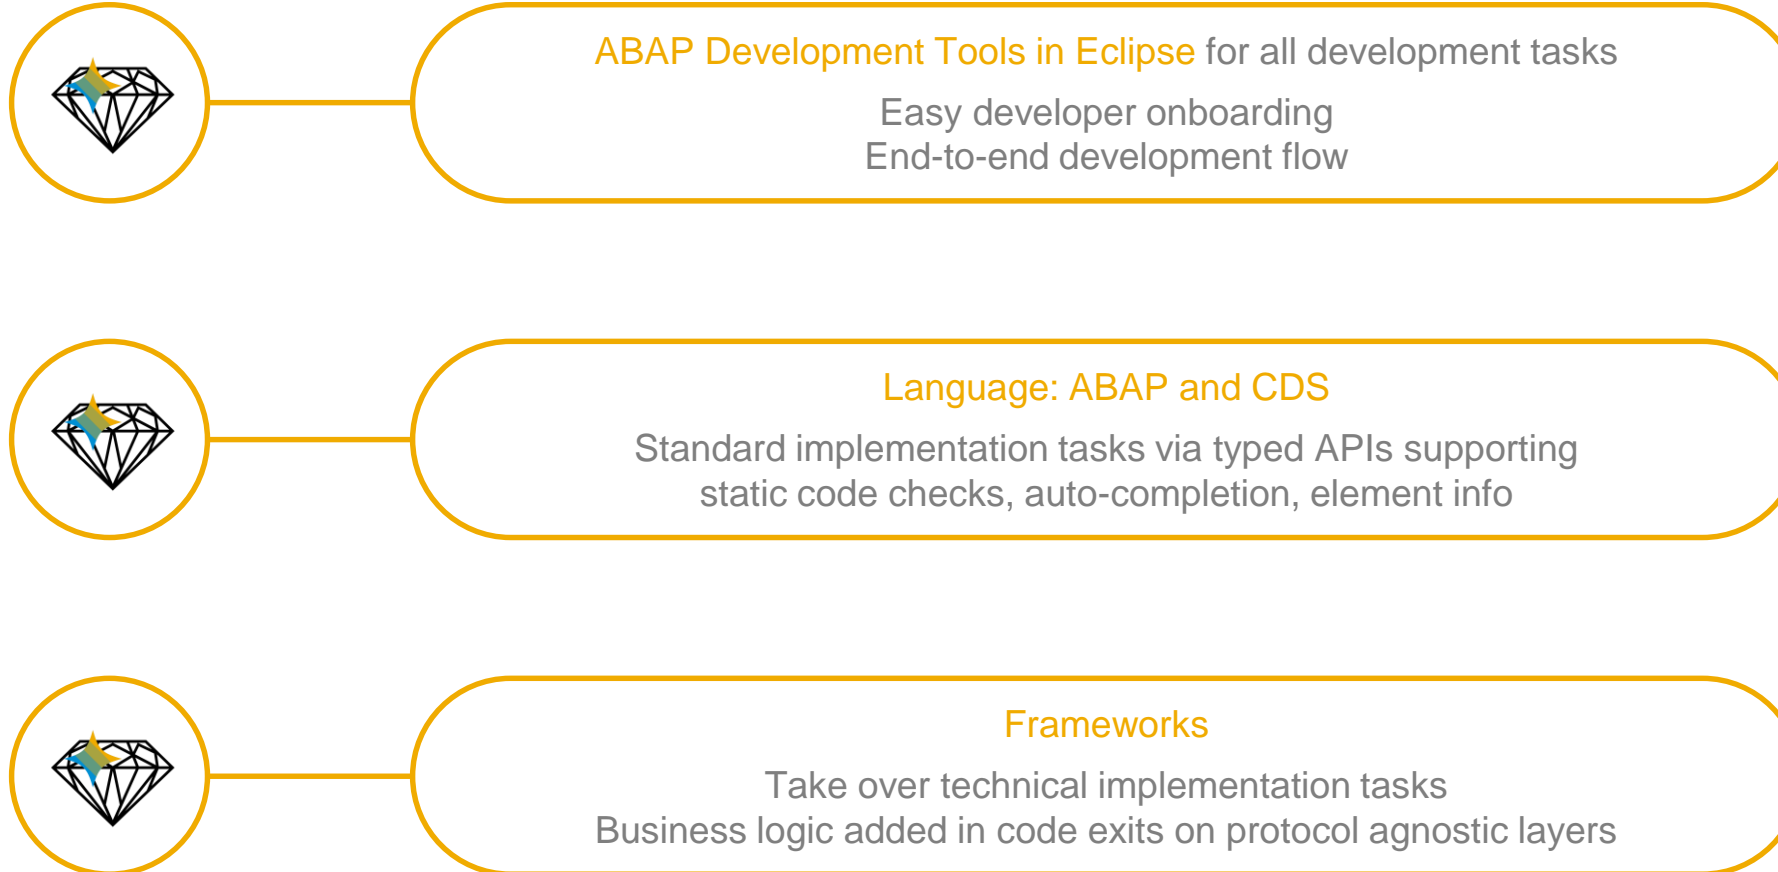 ABAP Development Tools in Eclipse for all development tasks
Easy developer onboarding
End-to-end development flow
Language: ABAP and CDS
Standard implementation tasks via typed APIs supporting
static code checks, auto-completion, element info
Frameworks
Take over technical implementation tasks
Business logic added in code exits on protocol agnostic layers